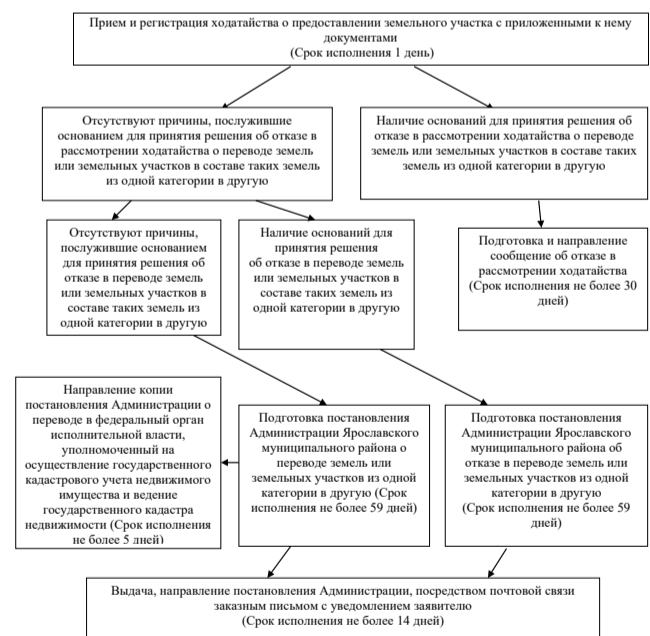 Прием и регистрация ходатайства о предоставлении земельного участка с приложенными к нему
документами
(Срок исполнения 1 день)
Отсутствуют причины, послужившие
основанием для принятия решения об отказе в
рассмотрении ходатайства о переводе земель
или земельных участков в составе таких земель
из одной категории в другую
Наличие оснований для принятия решения об
отказе в рассмотрении ходатайства о переводе
земель или земельных участков в составе таких
земель из одной категории в другую
Отсутствуют причины,
послужившие основанием
для принятия решения об
отказе в переводе земель
или земельных участков в
составе таких земель из
одной категории в другую
Наличие оснований для
принятия решения
об отказе в переводе земель
или земельных участков в
составе таких земель из
одной категории в другую
Подготовка и направление
сообщение об отказе в
рассмотрении ходатайства
(Срок исполнения не более 30
дней)
Направление копии
постановления Администрации о
переводе в федеральный орган
исполнительной власти,
уполномоченный на
осуществление государственного
кадастрового учета недвижимого
имущества и ведение
государственного кадастра
недвижимости (Срок исполнения
не более 5 дней)
Подготовка постановления
Администрации Ярославского
муниципального района о
переводе земель или
земельных участков из одной
категории в другую (Срок
исполнения не более 59 дней)
Подготовка постановления
Администрации Ярославского
муниципального района об
отказе в переводе земель или
земельных участков из одной
категории в другую
(Срок исполнения не более 59
дней)
Выдача, направление постановления Администрации, посредством почтовой связи
заказным письмом с уведомлением заявителю
(Срок исполнения не более 14 дней)